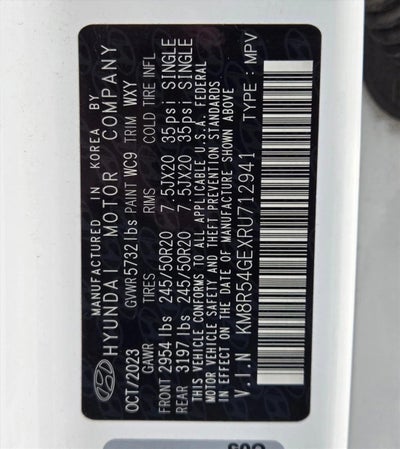 MANUFACTURED IN KOREA BY
HYUNDAI MOTOR COMPANY
OCT/2023 GVWR 5732 lbs PAINT WC9 TRIM WXY
GAWR TIRES RIMS COLD TIRE INFL
FRONT 2954 lbs 245/50R20 7.5JX20 35psi SINGLE
REAR 3197 lbs 245/50R20 7.5JX20 35psi SINGLE
THIS VEHICLE CONFORMS TO ALL APPLICABLE U.S.A. FEDERAL
MOTOR VEHICLE SAFETY AND THEFT PREVENTION STANDARDS
IN EFFECT ON THE DATE OF MANUFACTURE SHOWN ABOVE
V.I.N KM8R54GEXRU712941 TYPE : MPV